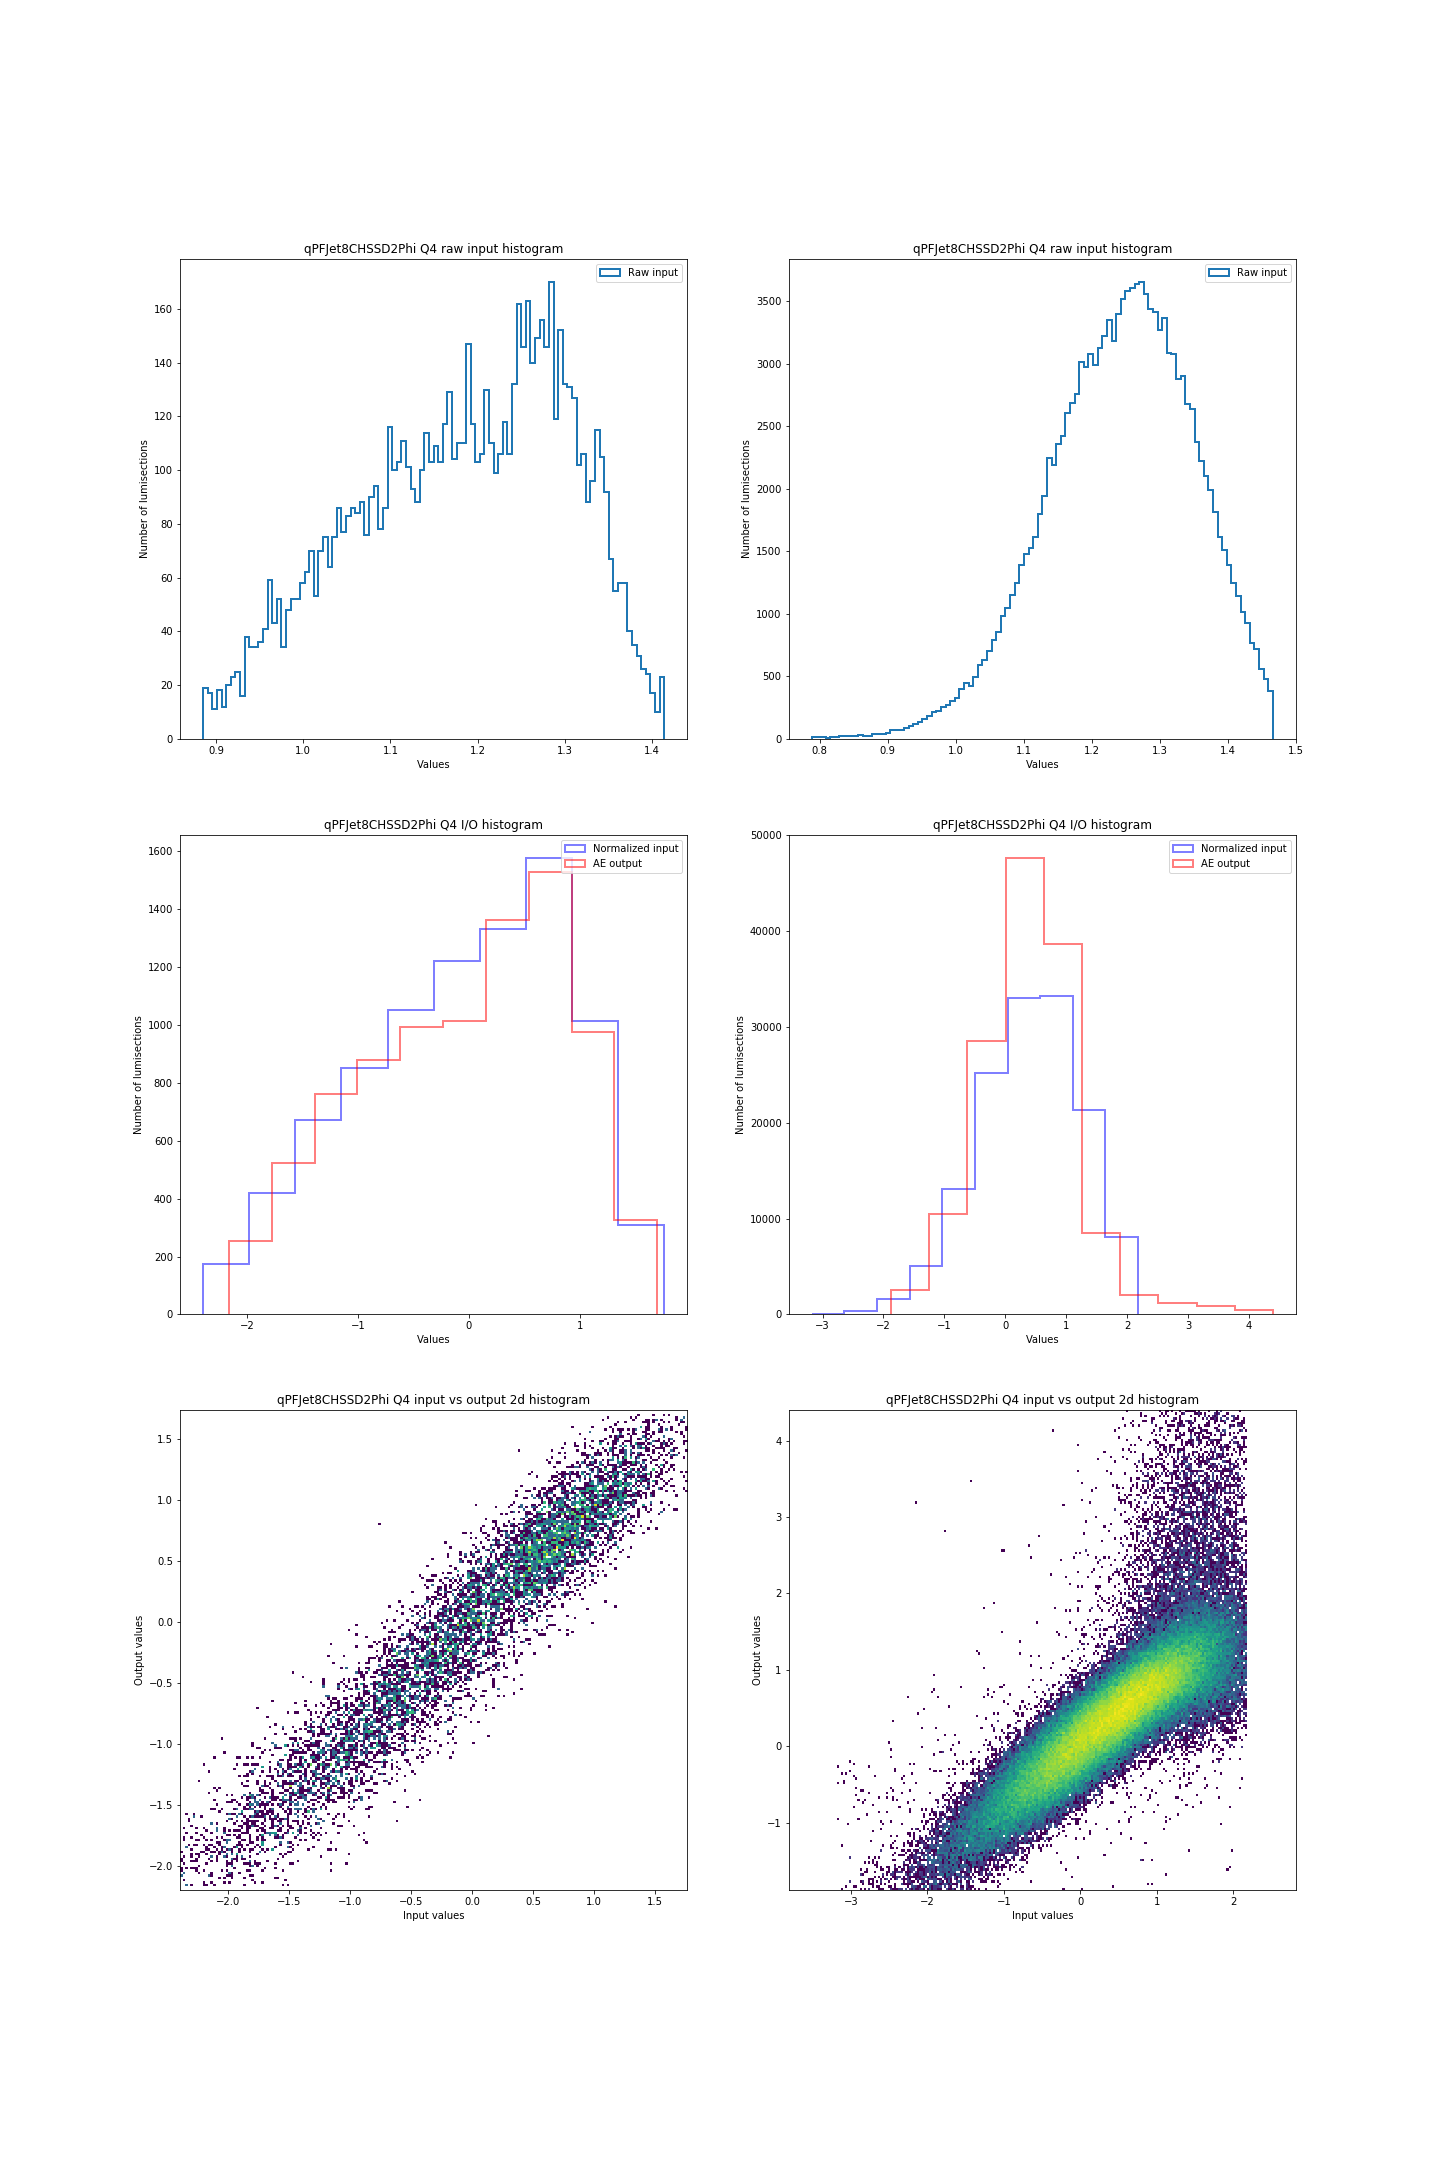 qPFJet8CHSSD2Phi Q4 raw input histogram
Raw input
Number of lumisections
160
140
120
100
80
60
40
20
0
0.9 1.0 1.1 1.2 1.3 1.4
Values
qPFJet8CHSSD2Phi Q4 raw input histogram
Raw input
Number of lumisections
3500
3000
2500
2000
1500
1000
500
0
0.8 0.9 1.0 1.1 1.2 1.3 1.4 1.5
Values
qPFJet8CHSSD2Phi Q4 I/O histogram
Normalized input
AE output
Number of lumisections
1600
1400
1200
1000
800
600
400
200
0
−2 −1 0 1
Values
qPFJet8CHSSD2Phi Q4 I/O histogram
Normalized input
AE output
Number of lumisections
50000
40000
30000
20000
10000
0
−3 −2 −1 0 1 2 3 4
Values
qPFJet8CHSSD2Phi Q4 input vs output 2d histogram
Output values
1.5
1.0
0.5
0.0
−0.5
−1.0
−1.5
−2.0
−2.0 −1.5 −1.0 −0.5 0.0 0.5 1.0 1.5
Input values
qPFJet8CHSSD2Phi Q4 input vs output 2d histogram
Output values
4
3
2
1
0
−1
−3 −2 −1 0 1 2
Input values